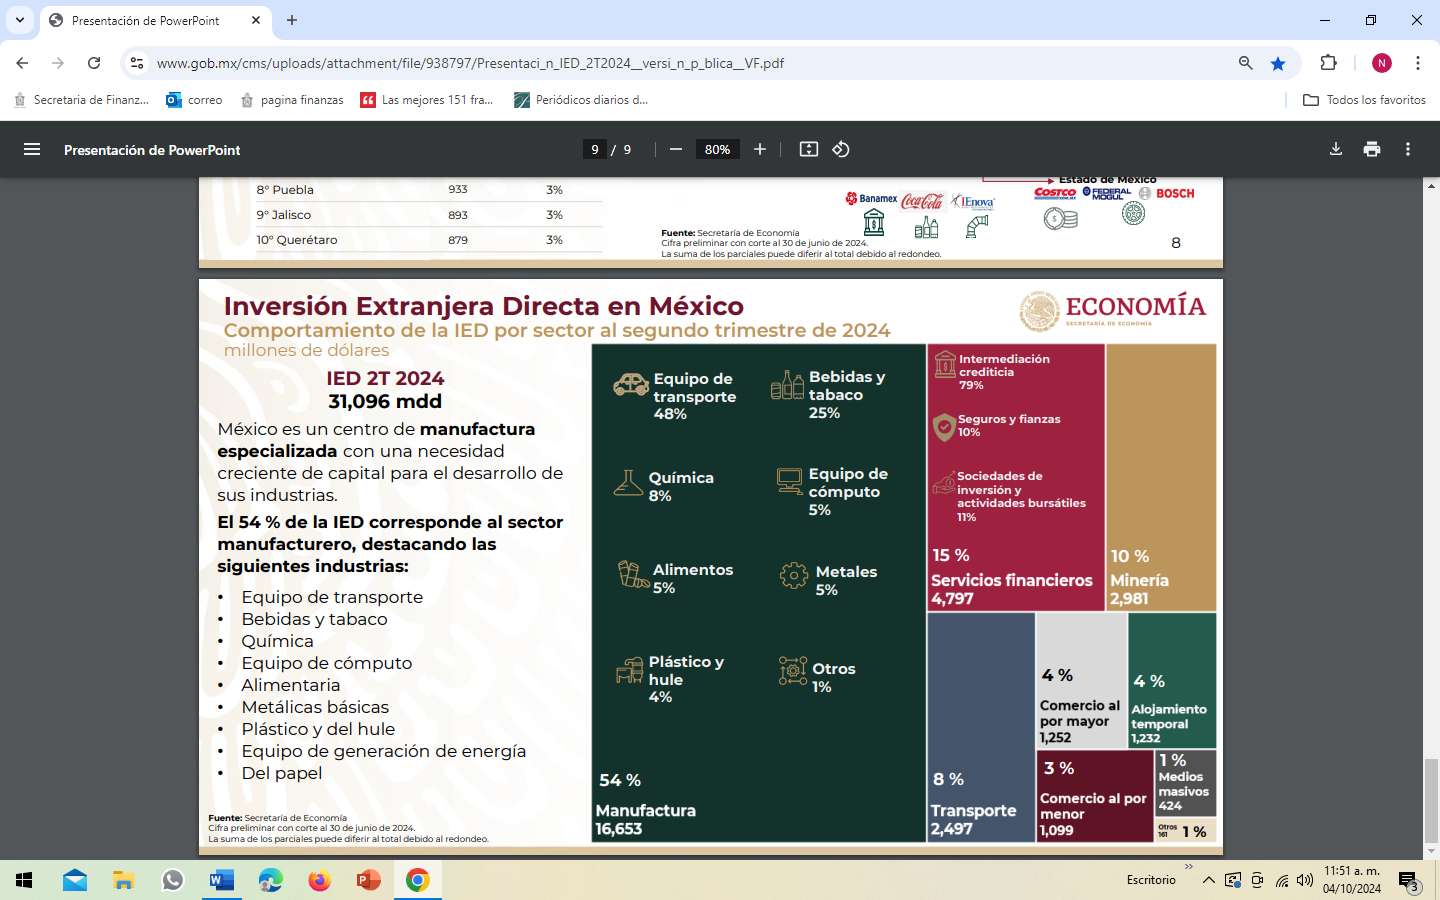 Presentación de PowerPoint
www.gob.mx/cms/uploads/attachment/file/938797/Presentaci_n_IED_2T2024__versi_n_p_blica__VF.pdf
N
Secretaria de Finanz...
correo
pagina finanzas
Las mejores 151 fra...
Periódicos diarios d...
Todos los favoritos
Presentación de PowerPoint
9 / 9
80%
8° Puebla 933 3%
9° Jalisco 893 3%
10° Querétaro 879 3%
Estado de México
Banamex
Coca-Cola
IEnova
COSTCO
FEDERAL MOGUL
BOSCH
Fuente: Secretaría de Economía
Cifra preliminar con corte al 30 de junio de 2024.
La suma de los parciales puede diferir al total debido al redondeo.
8
Inversión Extranjera Directa en México
Comportamiento de la IED por sector al segundo trimestre de 2024
millones de dólares
ECONOMÍA
SECRETARÍA DE ECONOMÍA
IED 2T 2024
31,096 mdd
México es un centro de manufactura
especializada con una necesidad
creciente de capital para el desarrollo de
sus industrias.
El 54 % de la IED corresponde al sector
manufacturero, destacando las
siguientes industrias:
• Equipo de transporte
• Bebidas y tabaco
• Química
• Equipo de cómputo
• Alimentaria
• Metálicas básicas
• Plástico y del hule
• Equipo de generación de energía
• Del papel
Fuente: Secretaría de Economía
Cifra preliminar con corte al 30 de junio de 2024.
La suma de los parciales puede diferir al total debido al redondeo.
Equipo de
transporte
48%
Bebidas y
tabaco
25%
Química
8%
Equipo de
cómputo
5%
Alimentos
5%
Metales
5%
Plástico y
hule
4%
Otros
1%
54 %
Manufactura
16,653
Intermediación
crediticia
79%
Seguros y fianzas
10%
Sociedades de
inversión y
actividades bursátiles
11%
15 %
Servicios financieros
4,797
10 %
Minería
2,981
8 %
Transporte
2,497
4 %
Comercio al
por mayor
1,252
4 %
Alojamiento
temporal
1,232
3 %
Comercio al por
menor
1,099
1 %
Medios
masivos
424
Otros
161
1 %
Escritorio
11:51 a. m.
04/10/2024
3